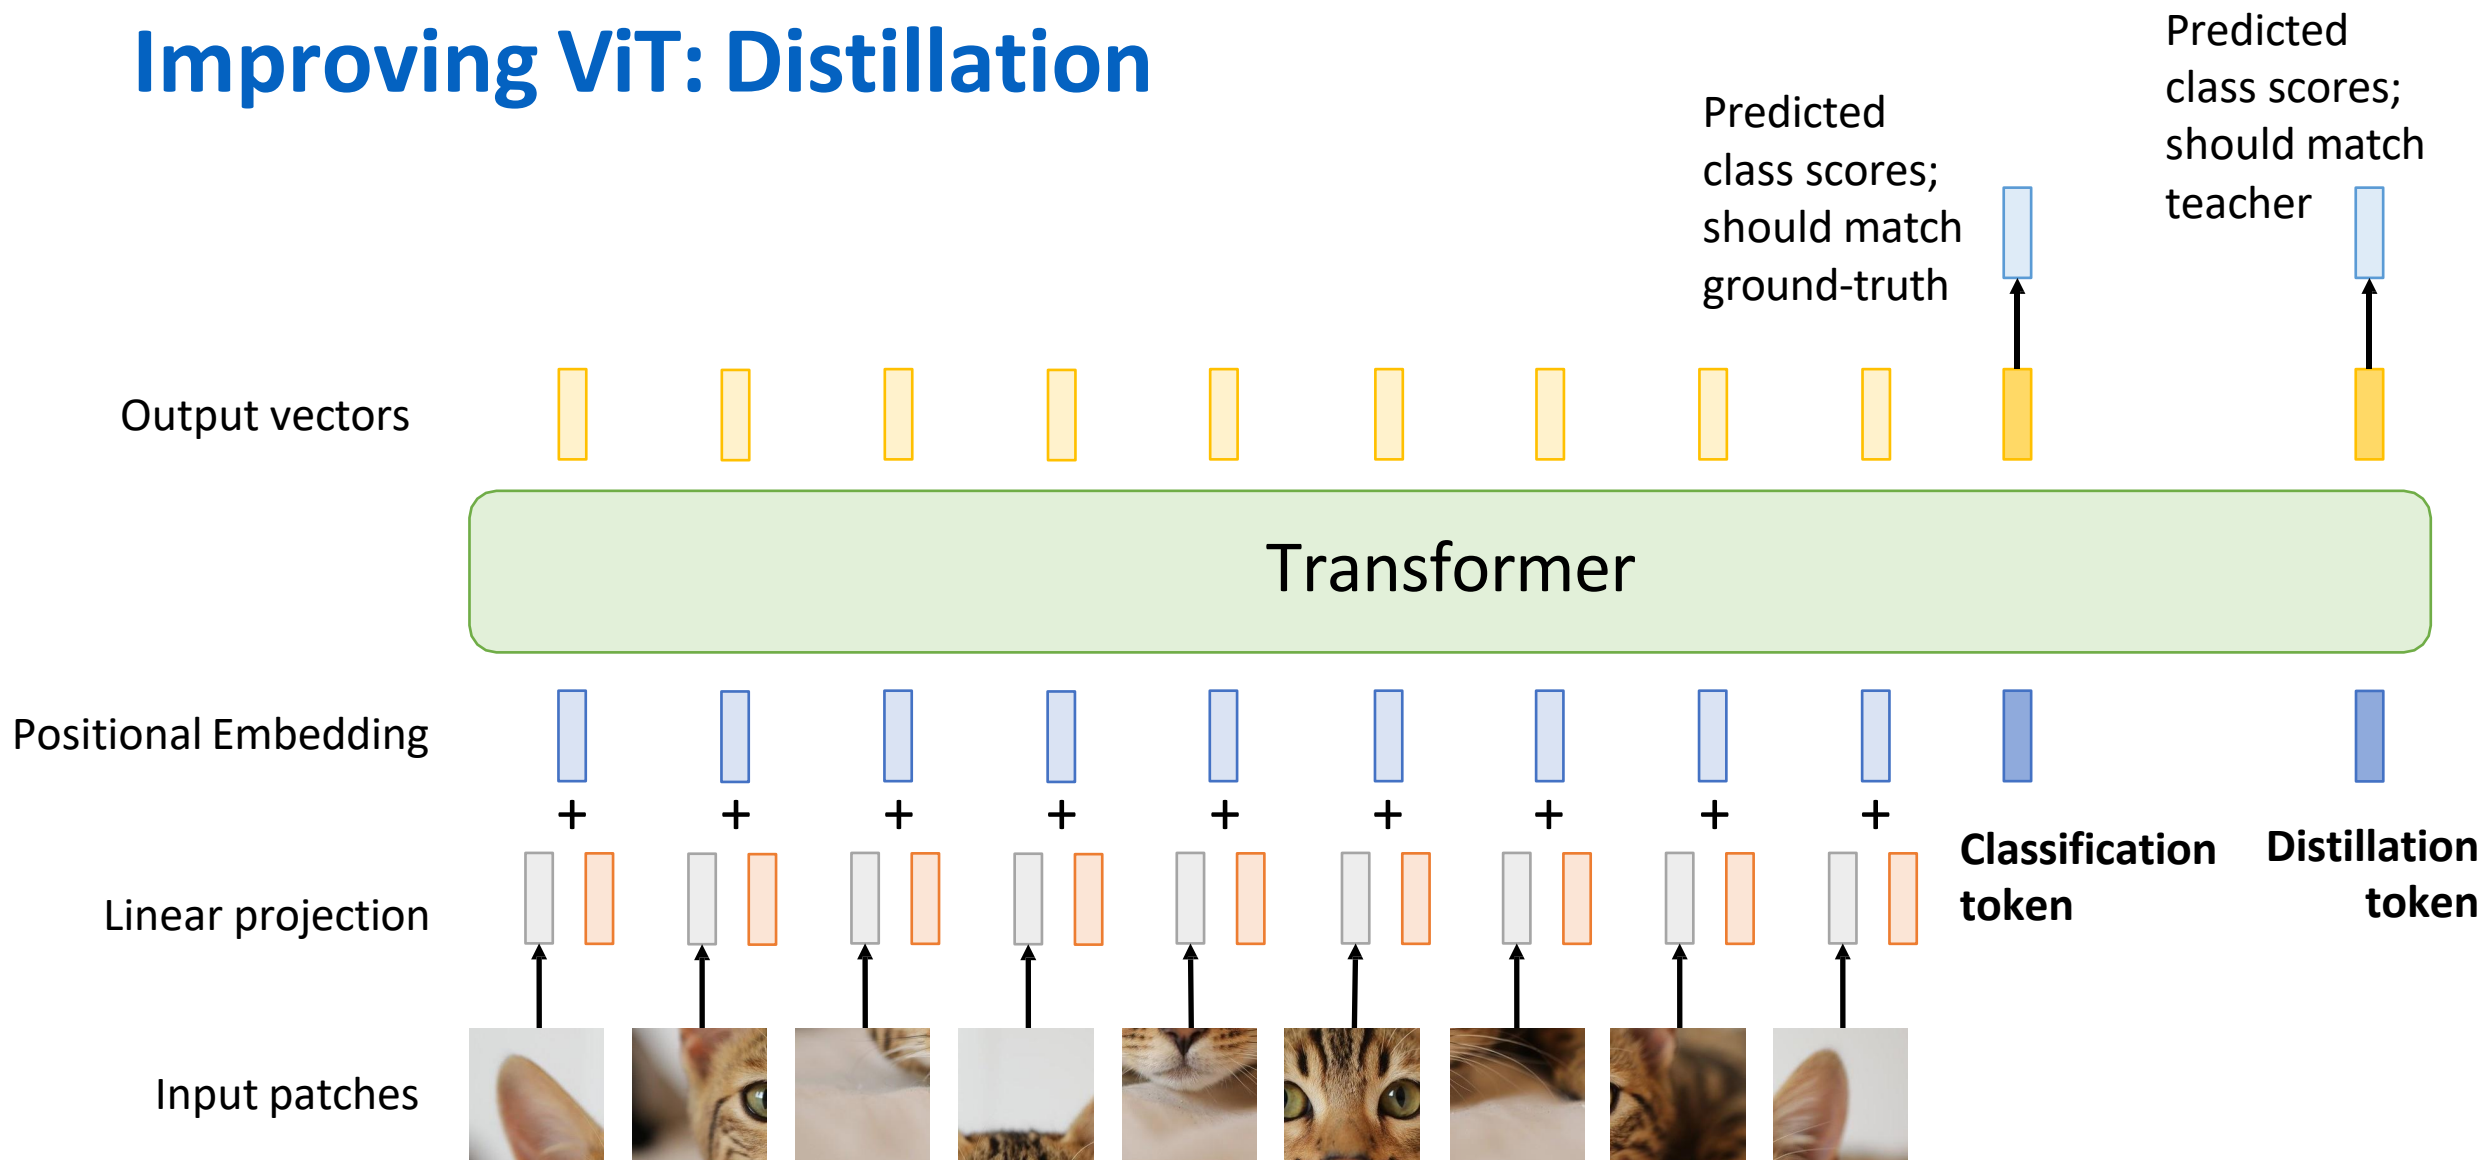 Improving ViT: Distillation
Predicted
class scores;
should match
ground-truth
Predicted
class scores;
should match
teacher
Output vectors
Transformer
Positional Embedding
+ + + + + + + + +
Linear projection
Classification
token
Distillation
token
Input patches